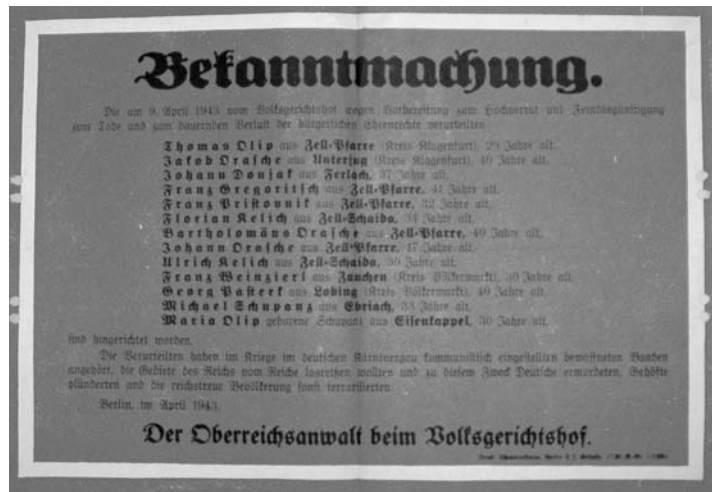 Bekanntmachung.
Die am 9. April 1943 vom Volksgerichtshof wegen Vorbereitung zum Hochverrat und Feindbegünstigung
zum Tode und zum dauernden Verlust der bürgerlichen Ehrenrechte verurteilten
Thomas Olip aus Zell-Pfarre (Kreis Klagenfurt), 29 Jahre alt,
Jakob Orasche aus Unterjug (Kreis Klagenfurt), 40 Jahre alt,
Johann Doujak aus Ferlach, 37 Jahre alt,
Franz Gregoritsch aus Zell-Pfarre, 41 Jahre alt,
Franz Pristovnik aus Zell-Pfarre, 32 Jahre alt,
Florian Kelich aus Zell-Schaida, 34 Jahre alt,
Bartholomäus Orasche aus Zell-Pfarre, 40 Jahre alt,
Johann Orasche aus Zell-Pfarre, 17 Jahre alt,
Ulrich Kelich aus Zell-Schaida, 30 Jahre alt,
Franz Weinzierl aus Zauchen (Kreis Völkermarkt), 30 Jahre alt,
Georg Pasterk aus Lobing (Kreis Völkermarkt), 40 Jahre alt,
Michael Schupanz aus Ebriach, 33 Jahre alt,
Maria Olip geborene aus Eisenkappel, 30 Jahre alt,
sind hingerichtet worden.
Die Verurteilten haben im Kriege im deutschen Kärntnergau kommunistisch eingestellten bewaffneten Banden
angehört, die Gebiete des Reichs vom Reiche losreißen wollten und zu diesem Zweck Deutsche ermordeten, Gehöfte
plünderten und die reichstreue Bevölkerung sonst terrorisierten.
Berlin, im April 1943.
Der Oberreichsanwalt beim Volksgerichtshof.